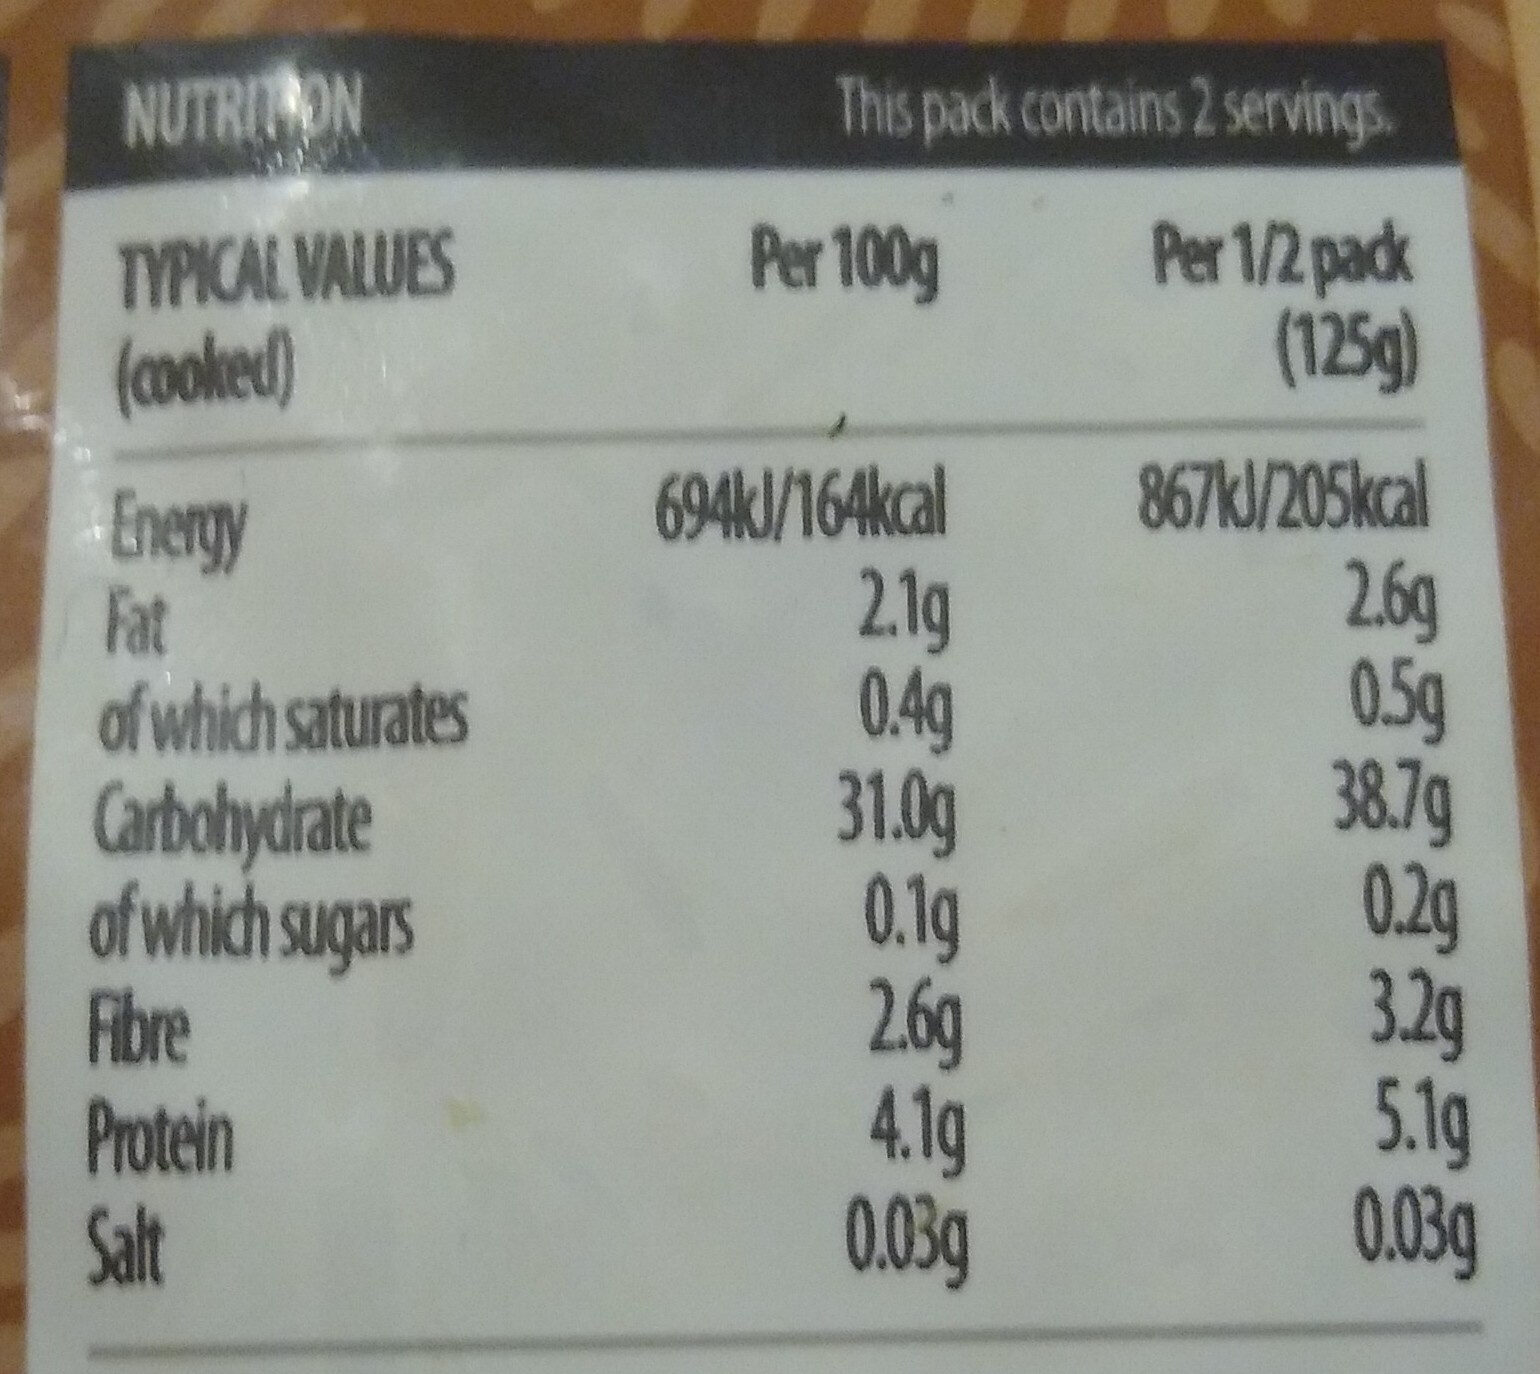 NUTRITION This pack contains 2 servings.
TYPICAL VALUES Per 100g Per 1/2 pack
(cooked) (125g)
Energy 694kJ/164kcal 867kJ/205kcal
Fat 2.1g 2.6g
of which saturates 0.4g 0.5g
Carbohydrate 31.0g 38.7g
of which sugars 0.1g 0.2g
Fibre 2.6g 3.2g
Protein 4.1g 5.1g
Salt 0.03g 0.03g